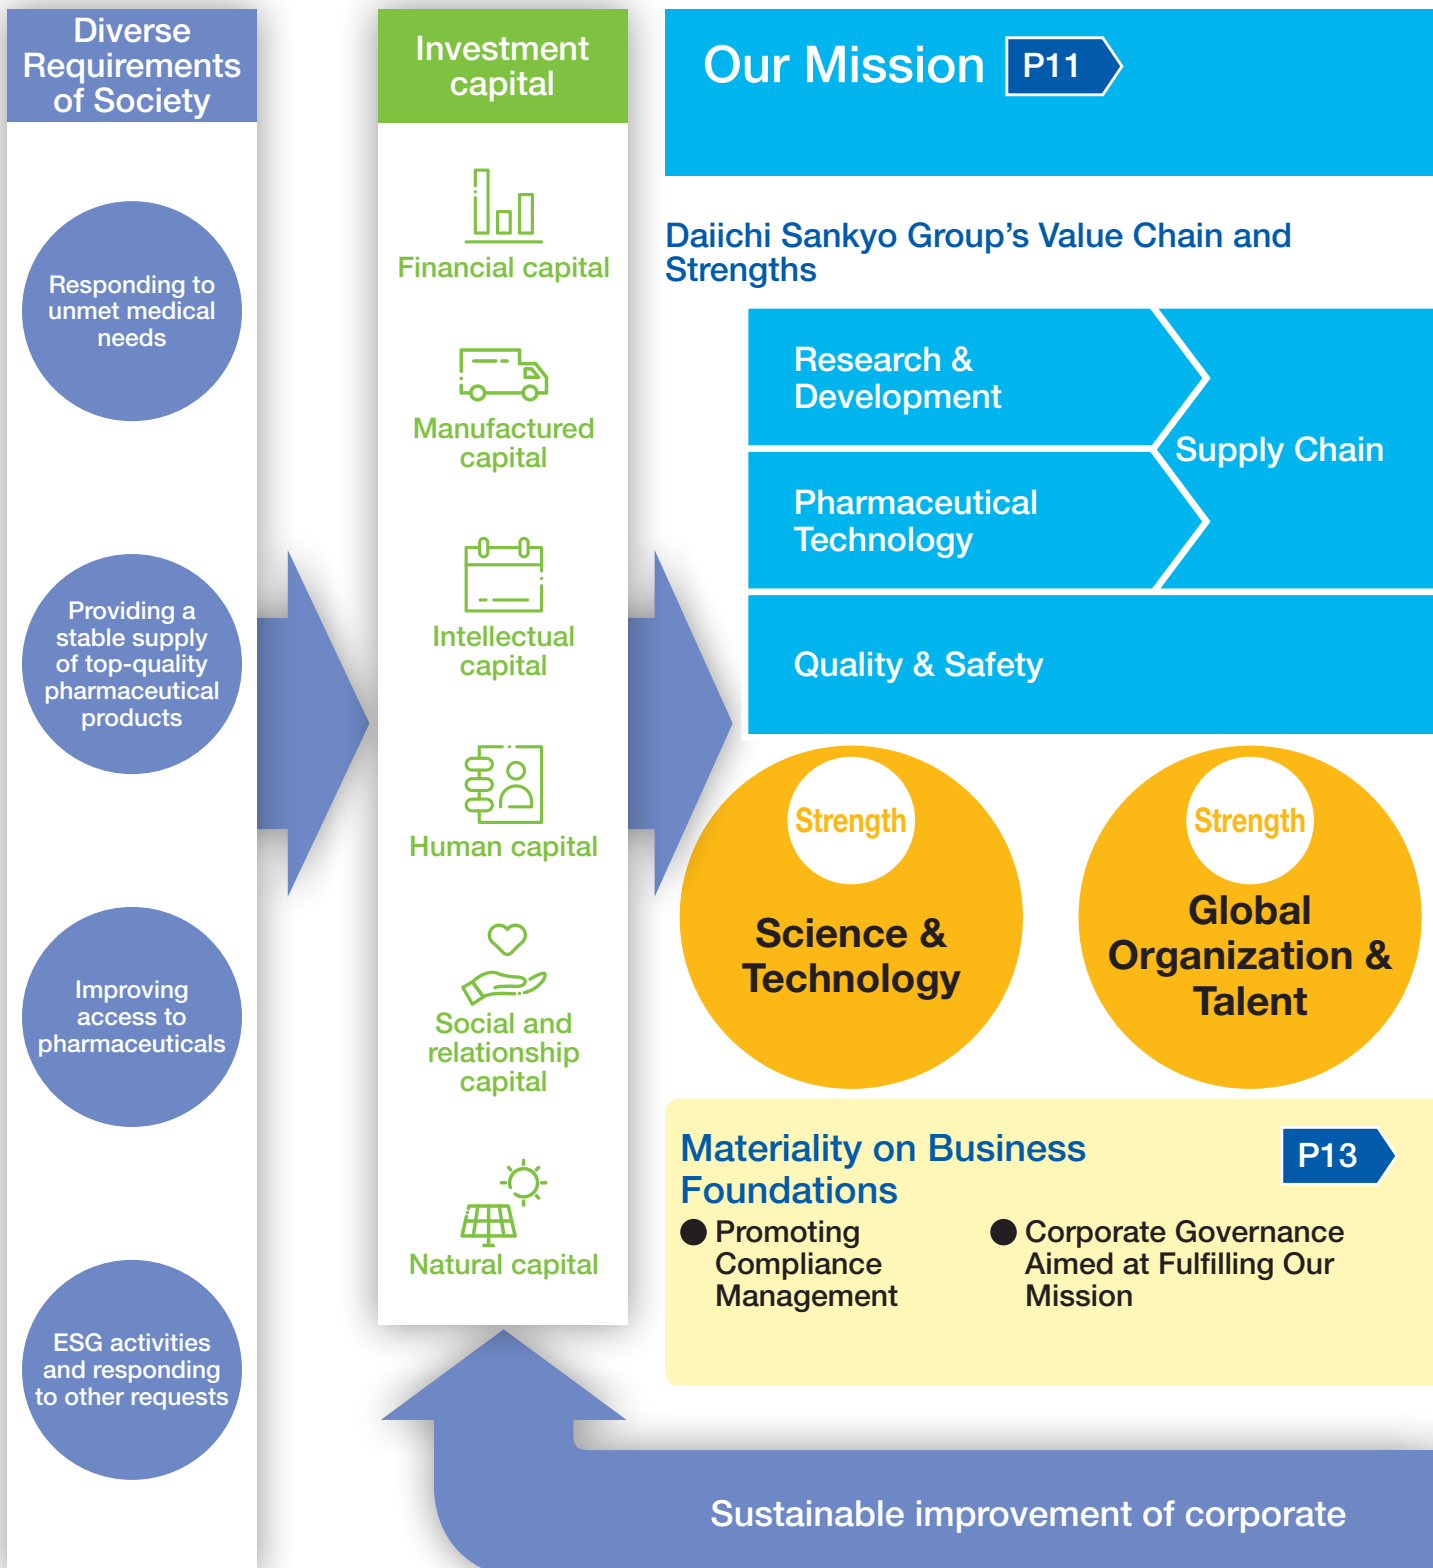 Diverse
Requirements
of Society
Responding to
unmet medical
needs
Providing a
stable supply
of top-quality
pharmaceutical
products
Improving
access to
pharmaceuticals
ESG activities
and responding
to other requests
Investment
capital
Financial capital
Manufactured
capital
Intellectual
capital
Human capital
Social and
relationship
capital
Natural capital
Our Mission P11
Daiichi Sankyo Group’s Value Chain and
Strengths
Research &
Development
Pharmaceutical
Technology
Supply Chain
Quality & Safety
Strength
Science &
Technology
Strength
Global
Organization &
Talent
Materiality on Business
Foundations
P13
● Promoting
Compliance
Management
● Corporate Governance
Aimed at Fulfilling Our
Mission
Sustainable improvement of corporate